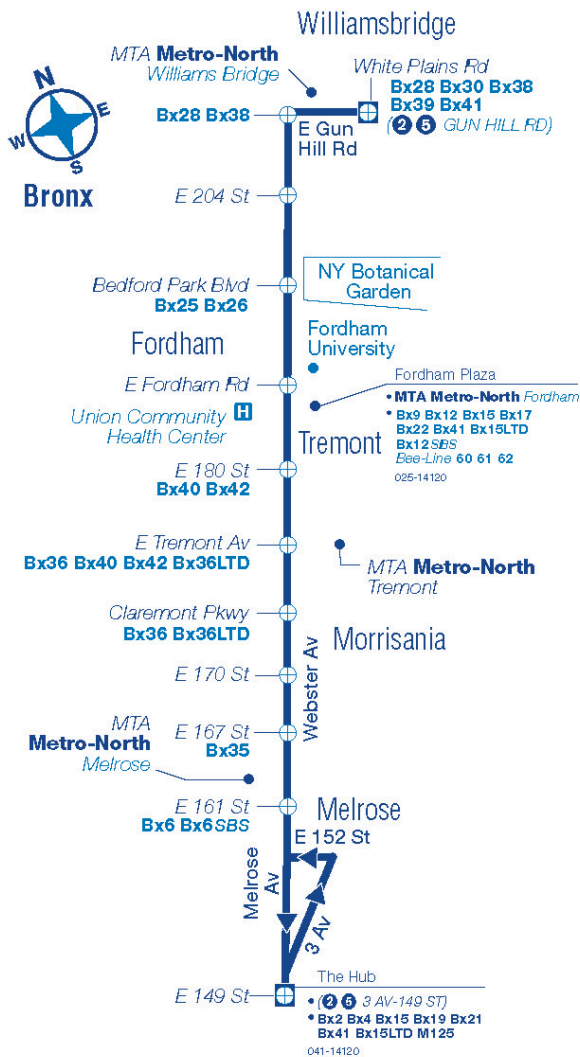 Williamsbridge
MTA Metro-North
Williams Bridge
White Plains Rd
Bx28 Bx30 Bx38
Bx39 Bx41
(2 5 GUN HILL RD)
N
E
W
S
Bronx
Bx28 Bx38
E Gun
Hill Rd
E 204 St
Bedford Park Blvd
Bx25 Bx26
NY Botanical
Garden
Fordham
Fordham
University
E Fordham Rd
Union Community
Health Center
H
Fordham Plaza
• MTA Metro-North Fordham
• Bx9 Bx12 Bx15 Bx17
Bx22 Bx41 Bx15LTD
Bx12SBS
Bee-Line 60 61 62
025-14120
Tremont
E 180 St
Bx40 Bx42
E Tremont Av
Bx36 Bx40 Bx42 Bx36LTD
MTA Metro-North
Tremont
Claremont Pkwy
Bx36 Bx36LTD
Morrisania
Webster Av
E 170 St
E 167 St
Bx35
MTA
Metro-North
Melrose
E 161 St
Bx6 Bx6SBS
Melrose
E 152 St
Melrose
Av
3 Av
E 149 St
The Hub
• (2 5 3 AV-149 ST)
• Bx2 Bx4 Bx15 Bx19 Bx21
Bx41 Bx15LTD M125
041-14120